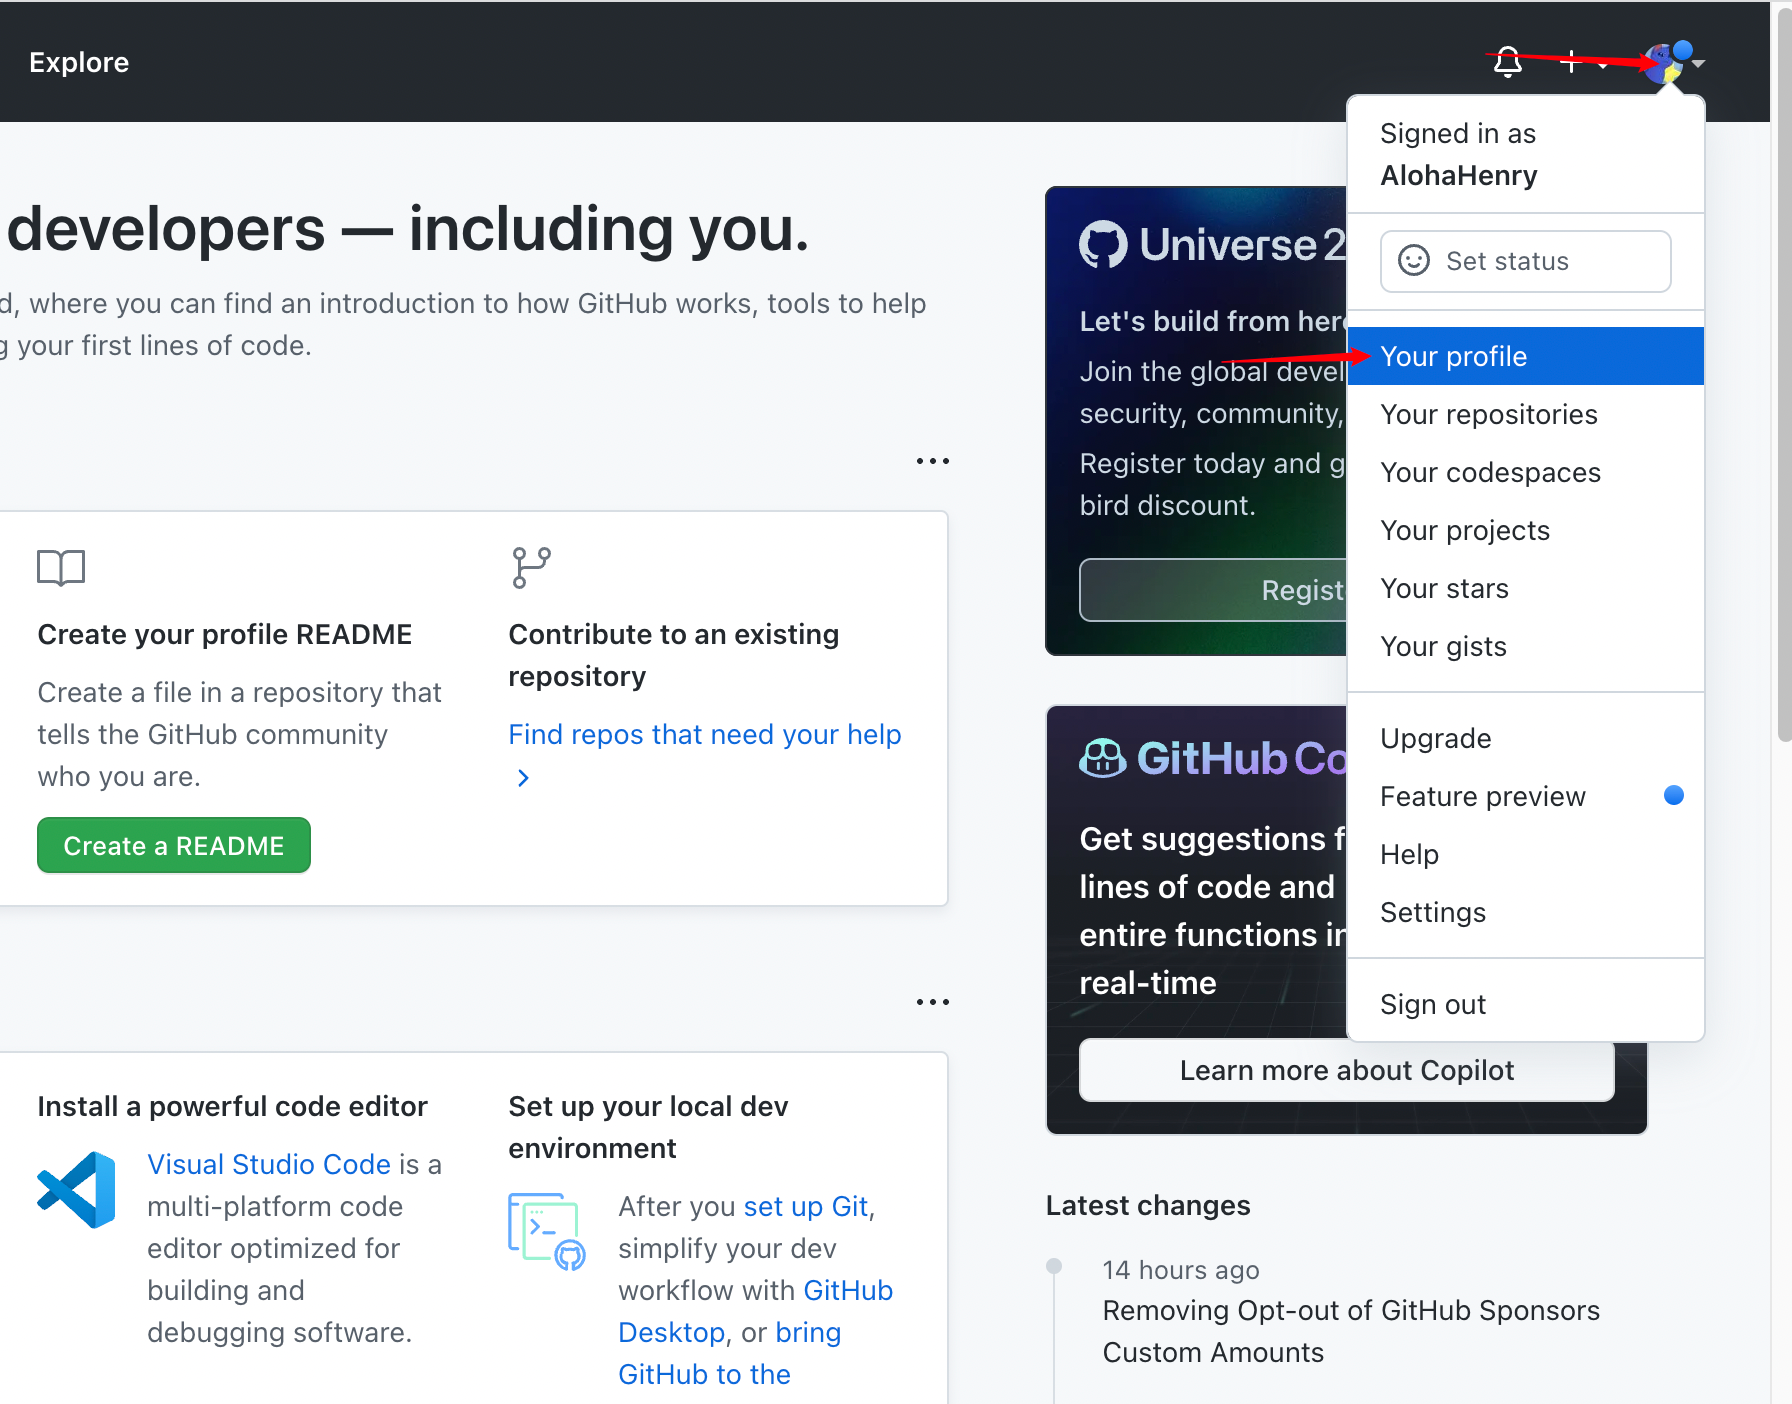 Explore
Signed in as
AlohaHenry
Set status
Your profile
Your repositories
Your codespaces
Your projects
Your stars
Your gists
Upgrade
Feature preview
Help
Settings
Sign out
developers — including you.
d, where you can find an introduction to how GitHub works, tools to help
g your first lines of code.
Create your profile README
Create a file in a repository that
tells the GitHub community
who you are.
Create a README
Contribute to an existing
repository
Find repos that need your help
Install a powerful code editor
Visual Studio Code is a
multi-platform code
editor optimized for
building and
debugging software.
Set up your local dev
environment
After you set up Git,
simplify your dev
workflow with GitHub
Desktop, or bring
GitHub to the
Universe 2
Let's build from here
Join the global devel
security, community,
Register today and g
bird discount.
Regist
GitHub Co
Get suggestions f
lines of code and
entire functions in
real-time
Learn more about Copilot
Latest changes
14 hours ago
Removing Opt-out of GitHub Sponsors
Custom Amounts